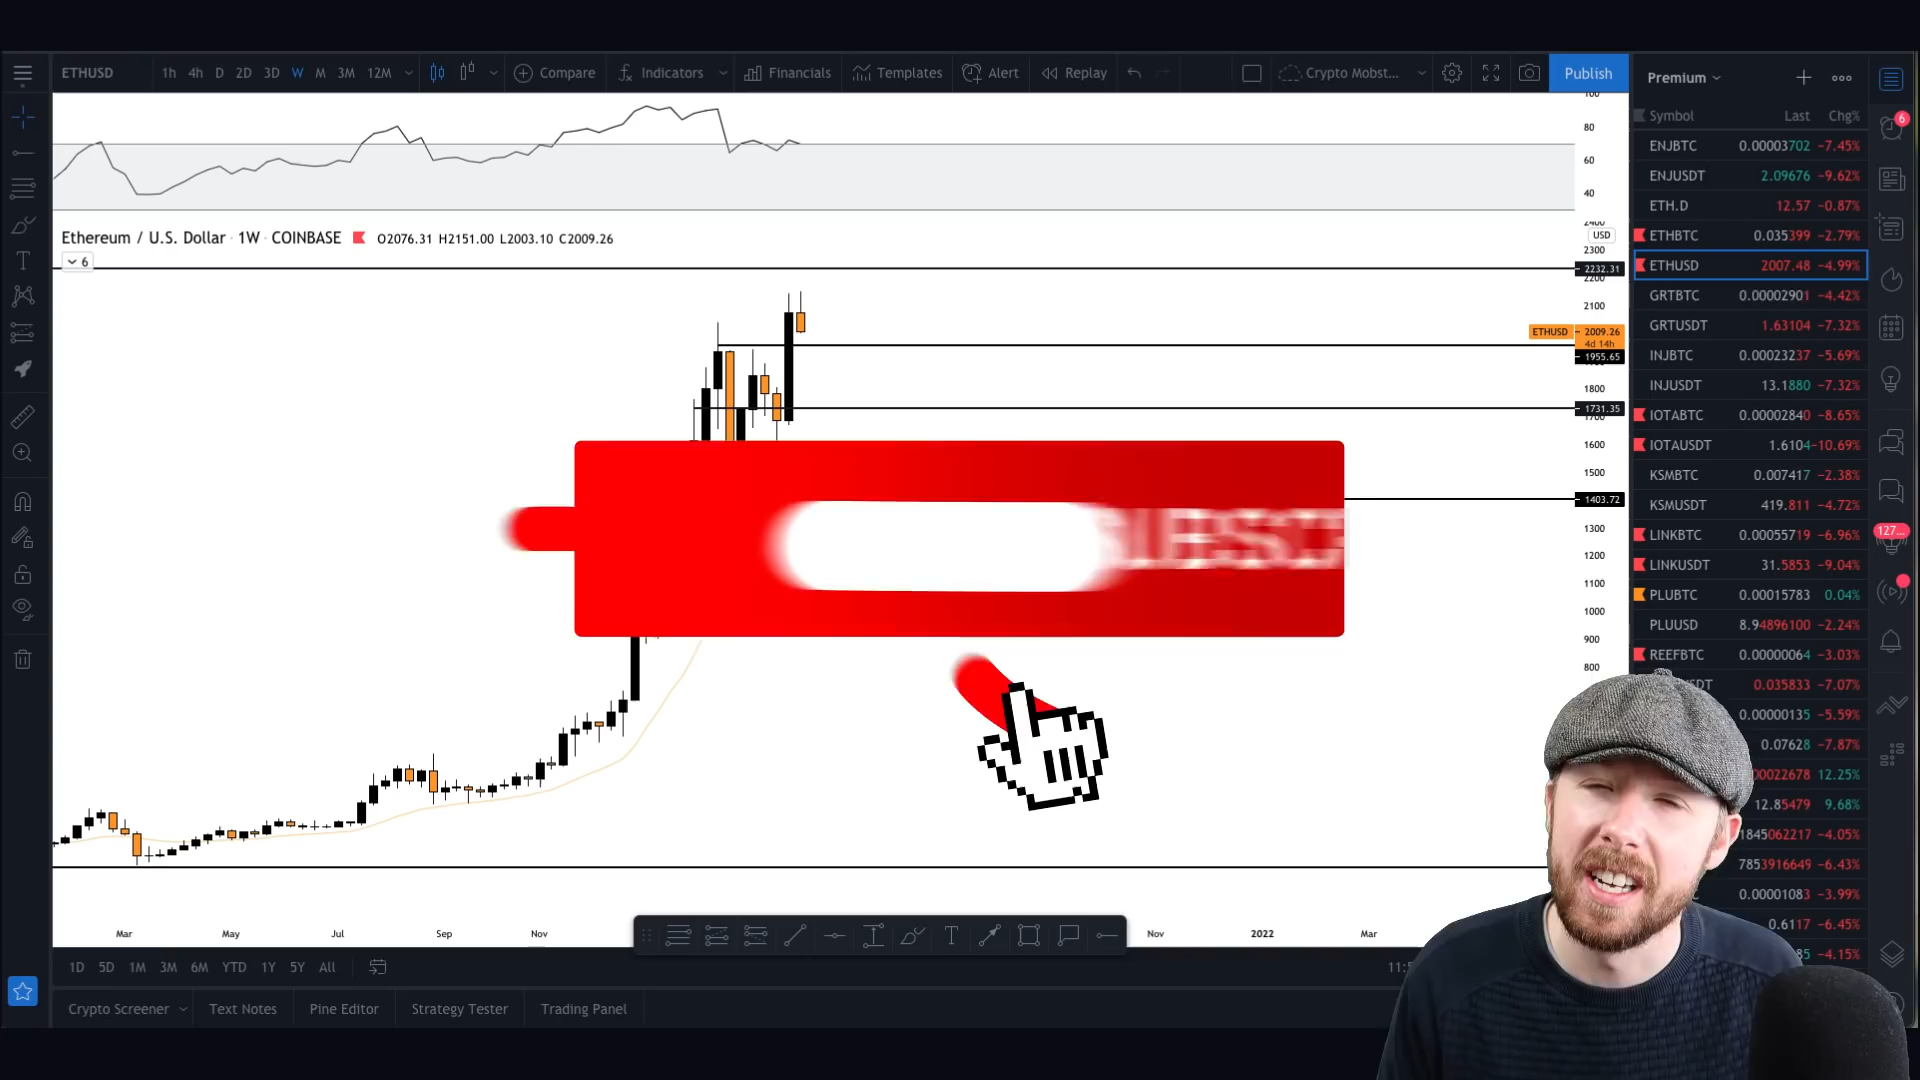 ETHUSD 1h 4h D 2D 3D W M 3M 12M Compare Indicators Financials Templates Alert Replay Crypto Mobst... Publish
Premium
Symbol Last Chg%
ENJBTC 0.00003702 −7.45%
ENJUSDT 2.09676 −9.62%
ETH.D 12.57 −0.87%
ETHBTC 0.035399 −2.79%
ETHUSD 2007.48 −4.99%
GRTBTC 0.00002901 −4.42%
GRTUSDT 1.63104 −7.32%
INJBTC 0.00023237 −5.69%
INJUSDT 13.1880 −7.32%
IOTABTC 0.00002840 −8.65%
IOTAUSDT 1.6104 −10.69%
KSMBTC 0.007417 −2.38%
KSMUSDT 419.811 −4.72%
LINKBTC 0.00055719 −6.96%
LINKUSDT 31.5853 −9.04%
PLUBTC 0.00015783 0.04%
PLUUSD 8.94896100 −2.24%
REEFBTC 0.00000064 −3.03%
0.035833 −7.07%
0.00000135 −5.59%
0.07628 −7.87%
12.25%
12.85479 9.68%
−4.05%
−6.43%
0.00001083 −3.99%
0.6117 −6.45%
−4.15%
6
127...
100
80
60
40
Ethereum / U.S. Dollar · 1W · COINBASE O2076.31 H2151.00 L2003.10 C2009.26
6
USD
2300
2232.31
2200
2100
ETHUSD 2009.26
4d 14h
1955.65
1800
1731.35
1700
1600
1500
1403.72
1300
1200
1100
1000
900
800
Mar May Jul Sep Nov Nov 2022 Mar
1D 5D 1M 3M 6M YTD 1Y 5Y All
Crypto Screener Text Notes Pine Editor Strategy Tester Trading Panel